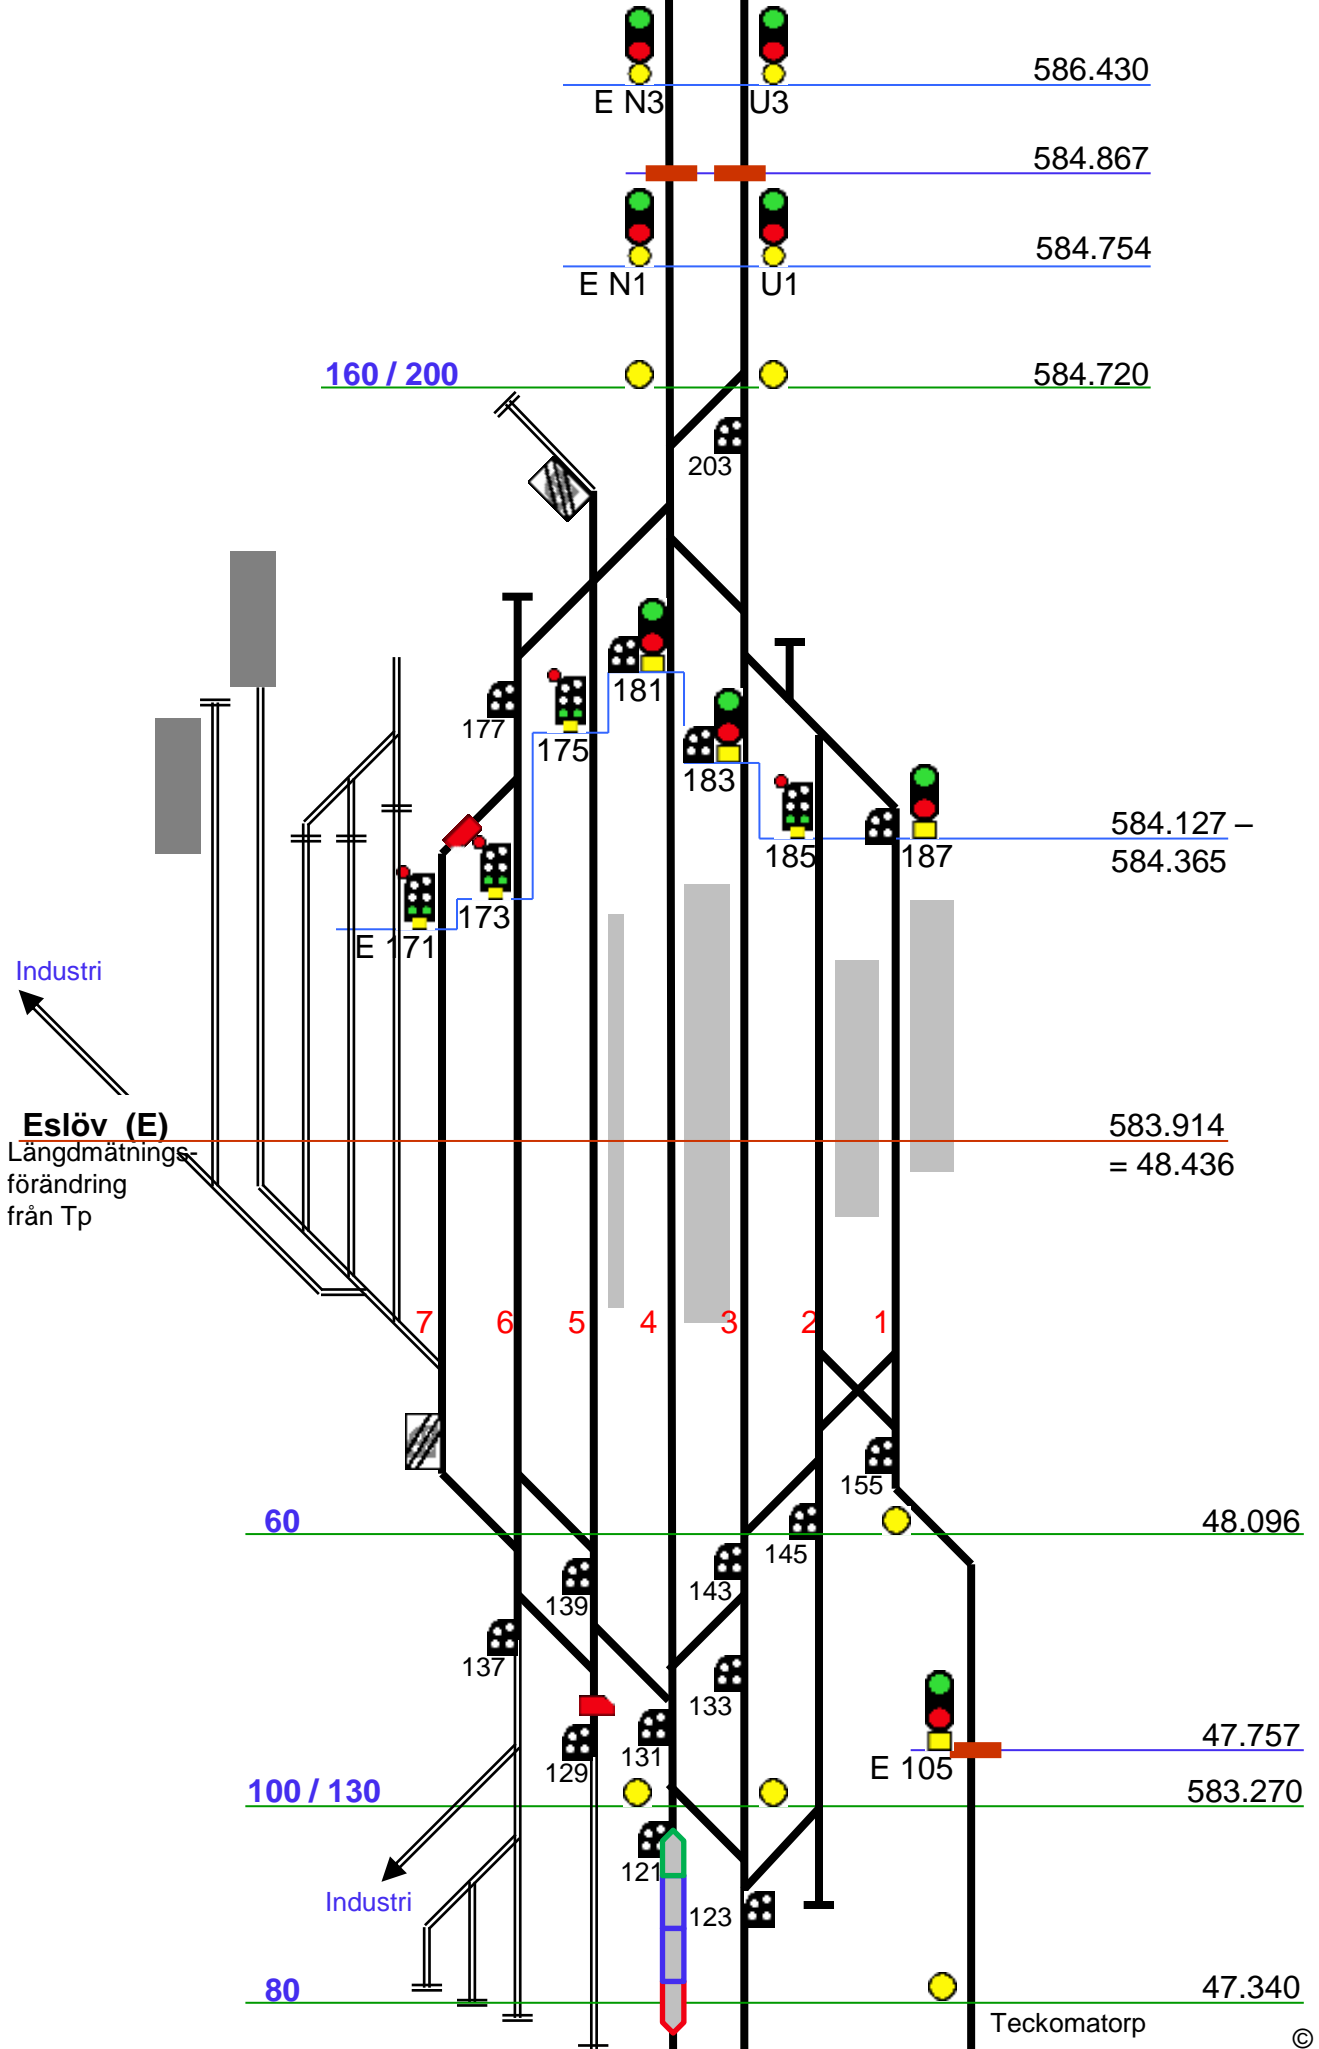 586.430
E N3
U3
584.867
584.754
E N1
U1
160 / 200
584.720
203
181
177
175
183
185
187
584.127 –
584.365
173
E 171
Industri
Eslöv (E)
583.914
Längdmätnings-
= 48.436
förändring
från Tp
7 6 5 4 3 2 1
155
60
48.096
145
143
139
137
133
47.757
131
129
E 105
100 / 130
583.270
121
Industri
123
80
47.340
Teckomatorp
©